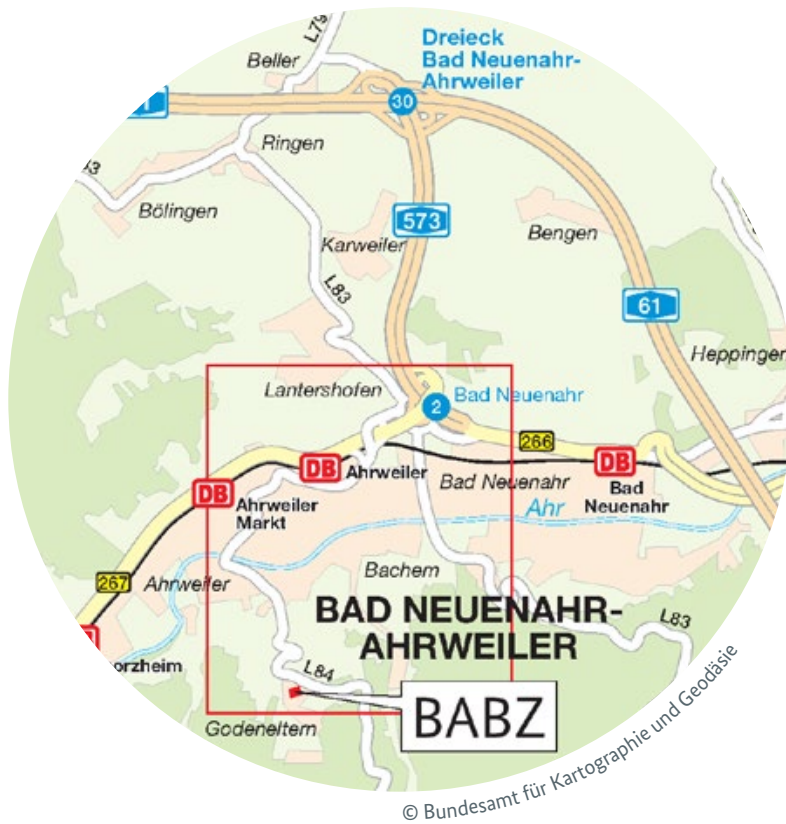 L79
Beller
Dreieck
Bad Neuenahr-
Ahrweiler
30
Ringen
Bölingen
573
Karweiler
Bengen
L83
61
Heppingen
Lantershofen
2
Bad Neuenahr
266
DB
Ahrweiler
Bad Neuenahr
DB
Bad
Neuenahr
DB
Ahrweiler
Markt
Ahr
267
Ahrweiler
Bachem
BAD NEUENAHR-
AHRWEILER
L83
orzheim
L84
BABZ
Godeneltern
© Bundesamt für Kartographie und Geodäsie